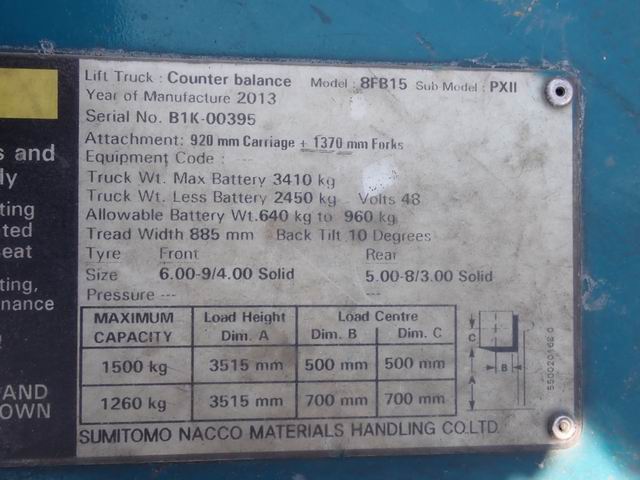 s and
ly
ting
ted
eat
ting,
nance
AND
OWN
Lift Truck : Counter balance Model : 8FB15 Sub Model : PXII
Year of Manufacture 2013
Serial No. B1K-00395
Attachment: 920 mm Carriage + 1370 mm Forks
Equipment Code : ---
Truck Wt. Max Battery 3410 kg
Truck Wt. Less Battery 2450 kg Volts 48
Allowable Battery Wt. 640 kg to 960 kg
Tread Width 885 mm Back Tilt 10 Degrees
Tyre Front Rear
Size 6.00-9/4.00 Solid 5.00-8/3.00 Solid
Pressure --- ---
MAXIMUM CAPACITY Load Height Dim. A Load Centre Dim. B Dim. C
1500 kg 3515 mm 500 mm 500 mm
1260 kg 3515 mm 700 mm 700 mm
C
B
A
SUMITOMO NACCO MATERIALS HANDLING CO.LTD.